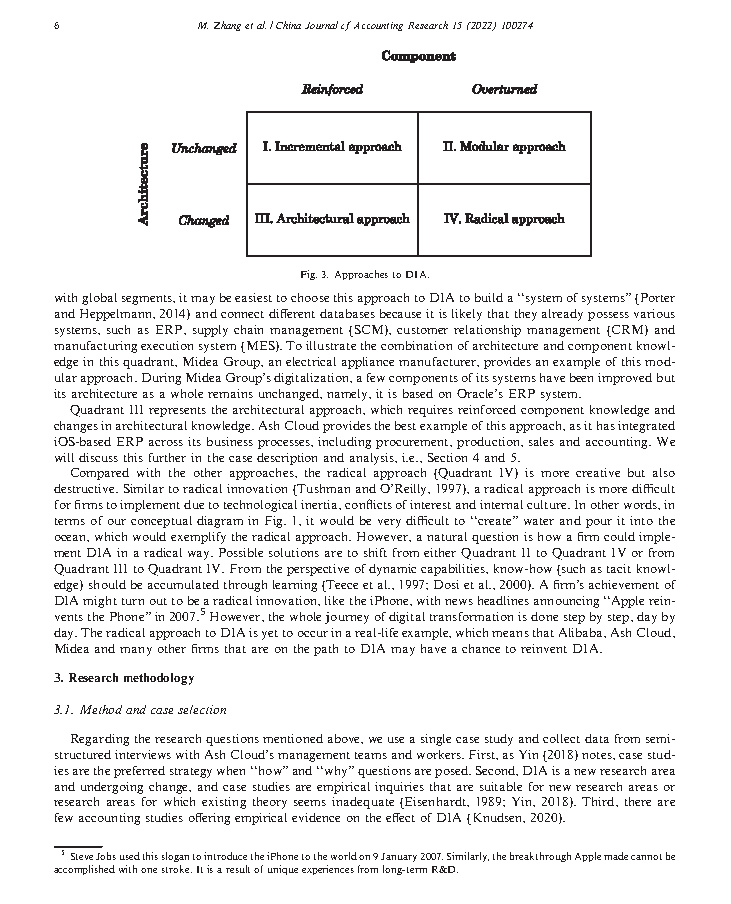 6
M. Zhang et al. / China Journal of Accounting Research 15 (2022) 100274
Component
Reinforced Overturned
Architecture
Unchanged I. Incremental approach II. Modular approach
Changed III. Architectural approach IV. Radical approach
Fig. 3. Approaches to DIA.
with global segments, it may be easiest to choose this approach to DIA to build a “system of systems” (Porter
and Heppelmann, 2014) and connect different databases because it is likely that they already possess various
systems, such as ERP, supply chain management (SCM), customer relationship management (CRM) and
manufacturing execution system (MES). To illustrate the combination of architecture and component knowl-
edge in this quadrant, Midea Group, an electrical appliance manufacturer, provides an example of this mod-
ular approach. During Midea Group’s digitalization, a few components of its systems have been improved but
its architecture as a whole remains unchanged, namely, it is based on Oracle’s ERP system.
Quadrant III represents the architectural approach, which requires reinforced component knowledge and
changes in architectural knowledge. Ash Cloud provides the best example of this approach, as it has integrated
iOS-based ERP across its business processes, including procurement, production, sales and accounting. We
will discuss this further in the case description and analysis, i.e., Section 4 and 5.
Compared with the other approaches, the radical approach (Quadrant IV) is more creative but also
destructive. Similar to radical innovation (Tushman and O’Reilly, 1997), a radical approach is more difficult
for firms to implement due to technological inertia, conflicts of interest and internal culture. In other words, in
terms of our conceptual diagram in Fig. 1, it would be very difficult to “create” water and pour it into the
ocean, which would exemplify the radical approach. However, a natural question is how a firm could imple-
ment DIA in a radical way. Possible solutions are to shift from either Quadrant II to Quadrant IV or from
Quadrant III to Quadrant IV. From the perspective of dynamic capabilities, know-how (such as tacit knowl-
edge) should be accumulated through learning (Teece et al., 1997; Dosi et al., 2000). A firm’s achievement of
DIA might turn out to be a radical innovation, like the iPhone, with news headlines announcing “Apple rein-
vents the Phone” in 2007.5 However, the whole journey of digital transformation is done step by step, day by
day. The radical approach to DIA is yet to occur in a real-life example, which means that Alibaba, Ash Cloud,
Midea and many other firms that are on the path to DIA may have a chance to reinvent DIA.
3. Research methodology
3.1. Method and case selection
Regarding the research questions mentioned above, we use a single case study and collect data from semi-
structured interviews with Ash Cloud’s management teams and workers. First, as Yin (2018) notes, case stud-
ies are the preferred strategy when “how” and “why” questions are posed. Second, DIA is a new research area
and undergoing change, and case studies are empirical inquiries that are suitable for new research areas or
research areas for which existing theory seems inadequate (Eisenhardt, 1989; Yin, 2018). Third, there are
few accounting studies offering empirical evidence on the effect of DIA (Knudsen, 2020).
5 Steve Jobs used this slogan to introduce the iPhone to the world on 9 January 2007. Similarly, the breakthrough Apple made cannot be
accomplished with one stroke. It is a result of unique experiences from long-term R&D.